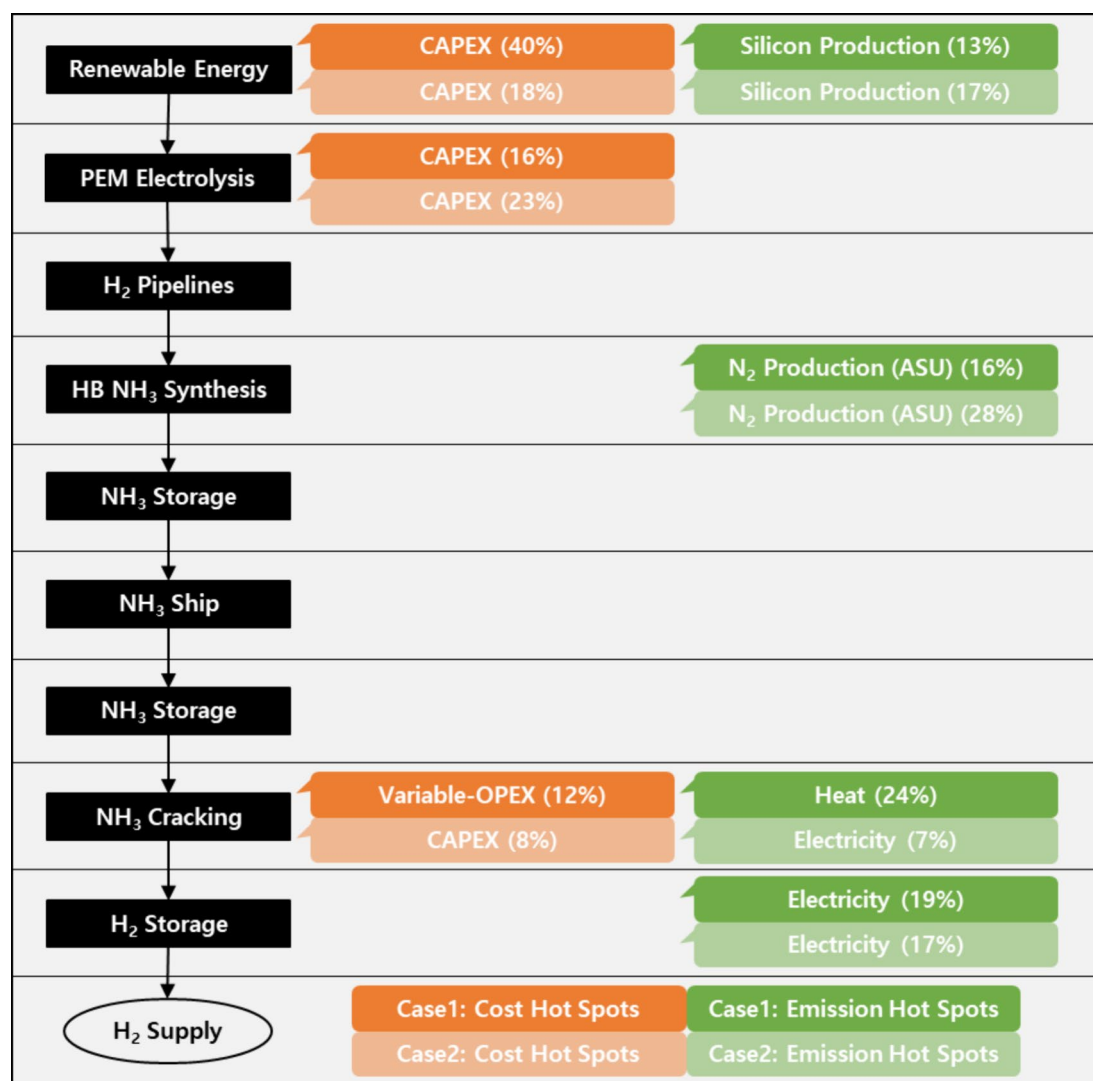 Renewable Energy
CAPEX (40%)
Silicon Production (13%)
CAPEX (18%)
Silicon Production (17%)
PEM Electrolysis
CAPEX (16%)
CAPEX (23%)
H₂ Pipelines
HB NH₃ Synthesis
N₂ Production (ASU) (16%)
N₂ Production (ASU) (28%)
NH₃ Storage
NH₃ Ship
NH₃ Storage
NH₃ Cracking
Variable-OPEX (12%)
Heat (24%)
CAPEX (8%)
Electricity (7%)
H₂ Storage
Electricity (19%)
Electricity (17%)
H₂ Supply
Case1: Cost Hot Spots
Case1: Emission Hot Spots
Case2: Cost Hot Spots
Case2: Emission Hot Spots